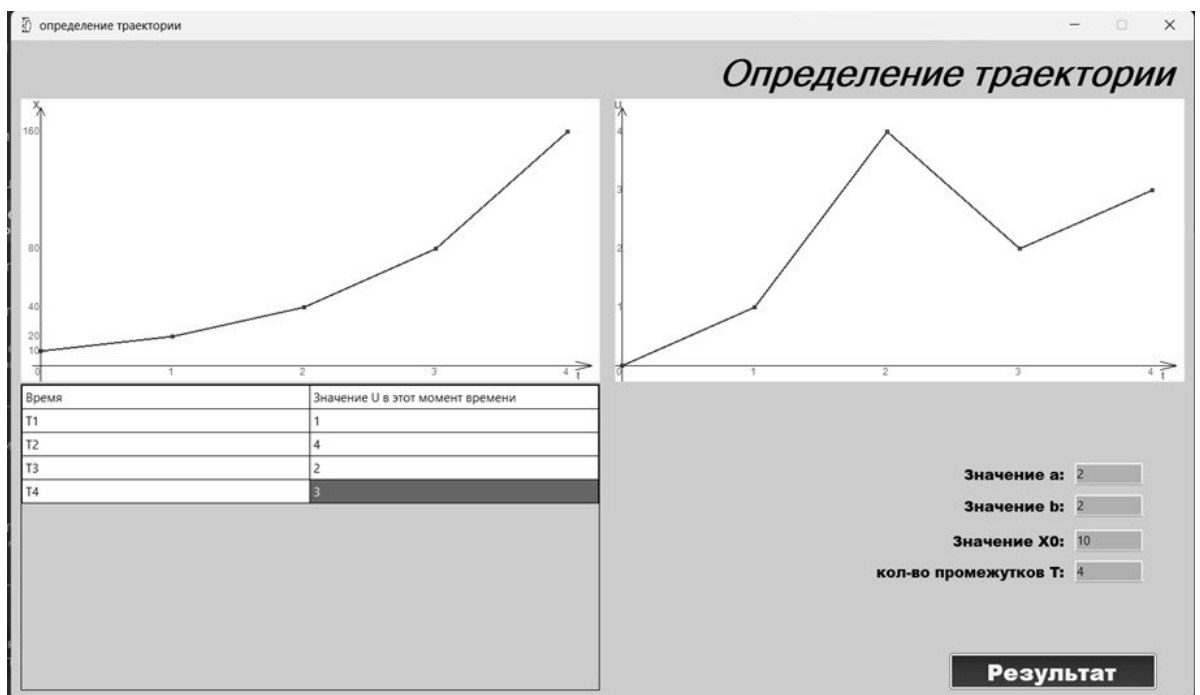 определение траектории
Определение траектории
X
160
80
40
20
10
0 1 2 3 4 t
U
4
3
2
1
0 1 2 3 4 t
Время Значение U в этот момент времени
T1 1
T2 4
T3 2
T4 3
Значение a: 2
Значение b: 2
Значение X0: 10
кол-во промежутков T: 4
Результат